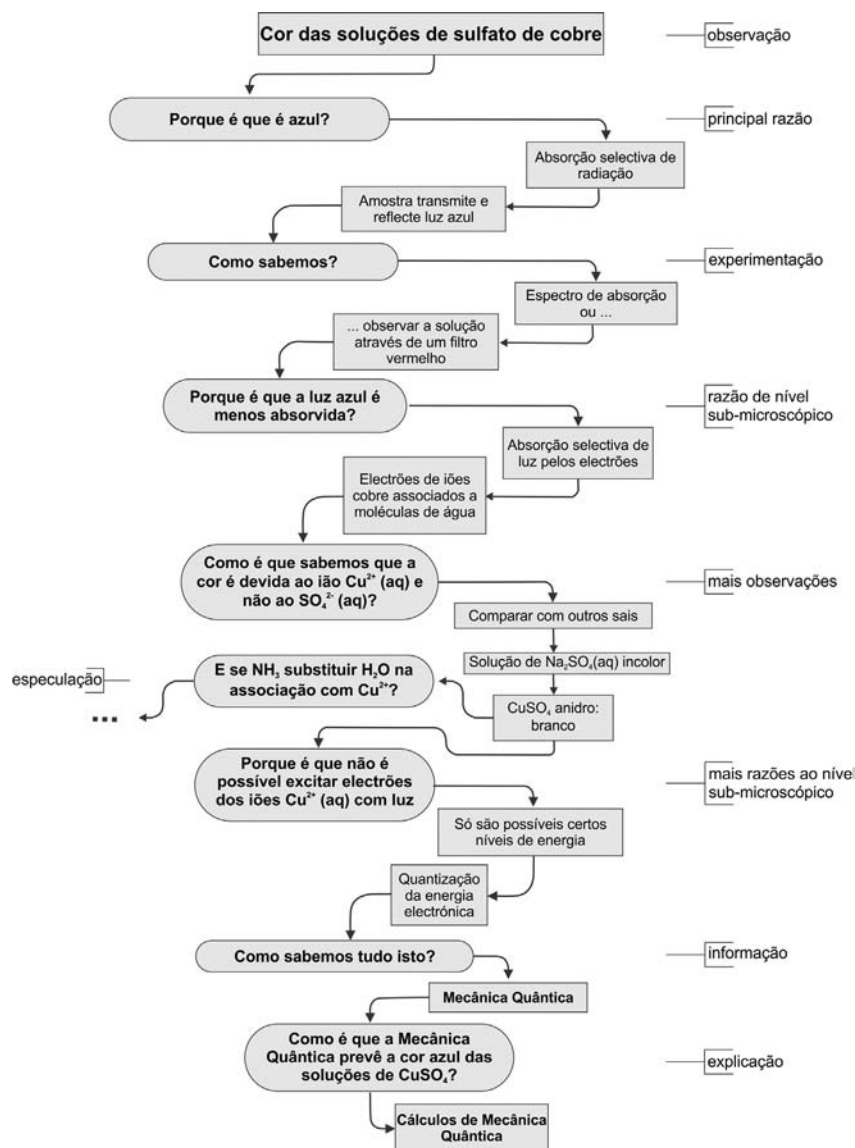 Cor das soluções de sulfato de cobre
observação
Porque é que é azul?
principal razão
Absorção selectiva de
radiação
Amostra transmite e
reflecte luz azul
Como sabemos?
experimentação
Espectro de absorção
ou ...
... observar a solução
através de um filtro
vermelho
Porque é que a luz azul é
menos absorvida?
razão de nível
sub-microscópico
Absorção selectiva de
luz pelos electrões
Electrões de iões
cobre associados a
moléculas de água
Como é que sabemos que a
cor é devida ao ião Cu²⁺ (aq) e
não ao SO₄²⁻ (aq)?
mais observações
Comparar com outros sais
Solução de Na₂SO₄(aq) incolor
CuSO₄ anidro:
branco
E se NH₃ substituir H₂O na
associação com Cu²⁺?
especulação
...
Porque é que não é
possível excitar electrões
dos iões Cu²⁺ (aq) com luz
mais razões ao nível
sub-microscópico
Só são possíveis certos
níveis de energia
Quantização
da energia
electrónica
Como sabemos tudo isto?
informação
Mecânica Quântica
Como é que a Mecânica
Quântica prevê a cor azul das
soluções de CuSO₄?
explicação
Cálculos de Mecânica
Quântica